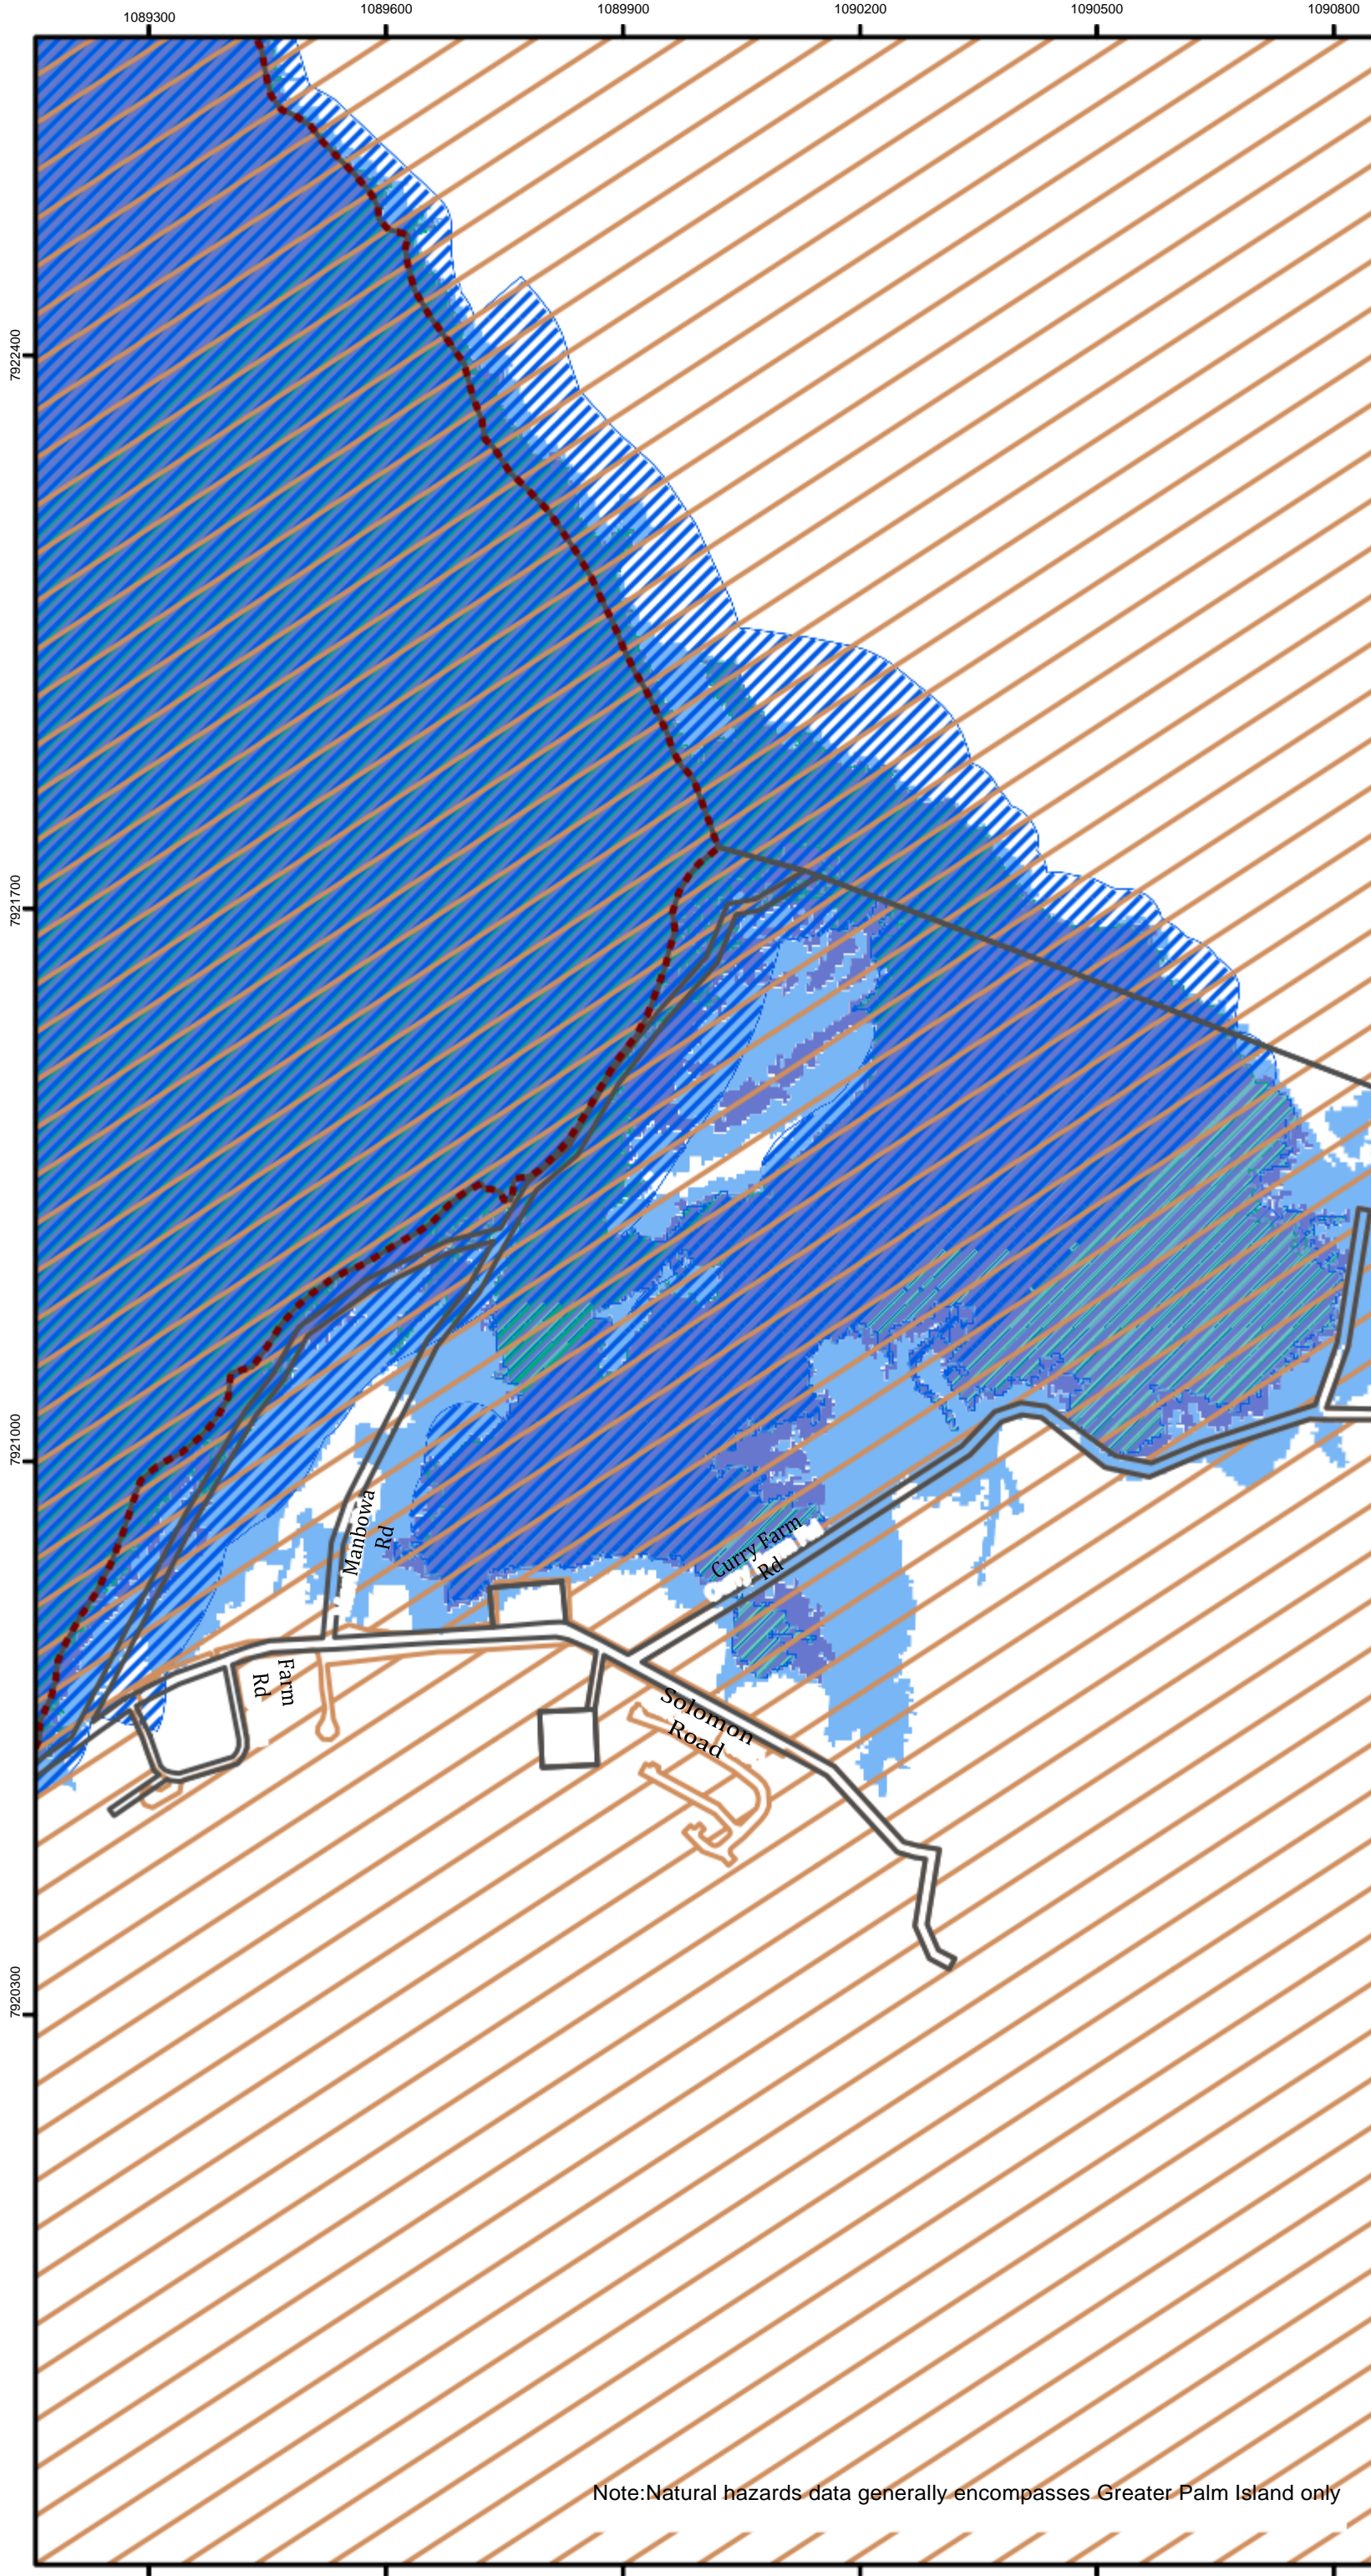 1089300 1089600 1089900 1090200 1090500 1090800
7922400
7921700
7921000
Manbowa
Rd
Curry Farm
Rd
Farm
Rd
Solomon
Road
7920300
Note:Natural hazards data generally encompasses Greater Palm Island only